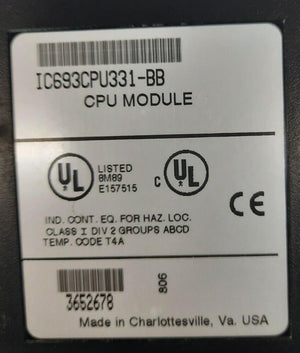 IC693CPU331-BB
CPU MODULE
UL
LISTED
8M89
E157515
C
UL
CE
IND. CONT. EQ. FOR HAZ. LOC.
CLASS I DIV 2 GROUPS ABCD
TEMP. CODE T4A
3652678
806
Made in Charlottesville, Va. USA